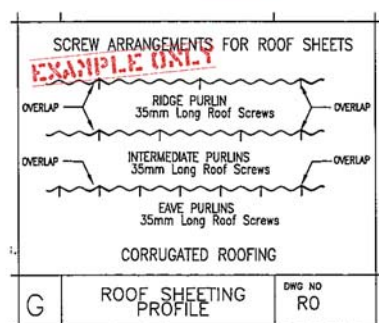 SCREW ARRANGEMENTS FOR ROOF SHEETS
EXAMPLE ONLY
OVERLAP
RIDGE PURLIN
35mm Long Roof Screws
OVERLAP
OVERLAP
INTERMEDIATE PURLINS
35mm Long Roof Screws
OVERLAP
EAVE PURLINS
35mm Long Roof Screws
CORRUGATED ROOFING
G
ROOF SHEETING
PROFILE
DWG NO
RO